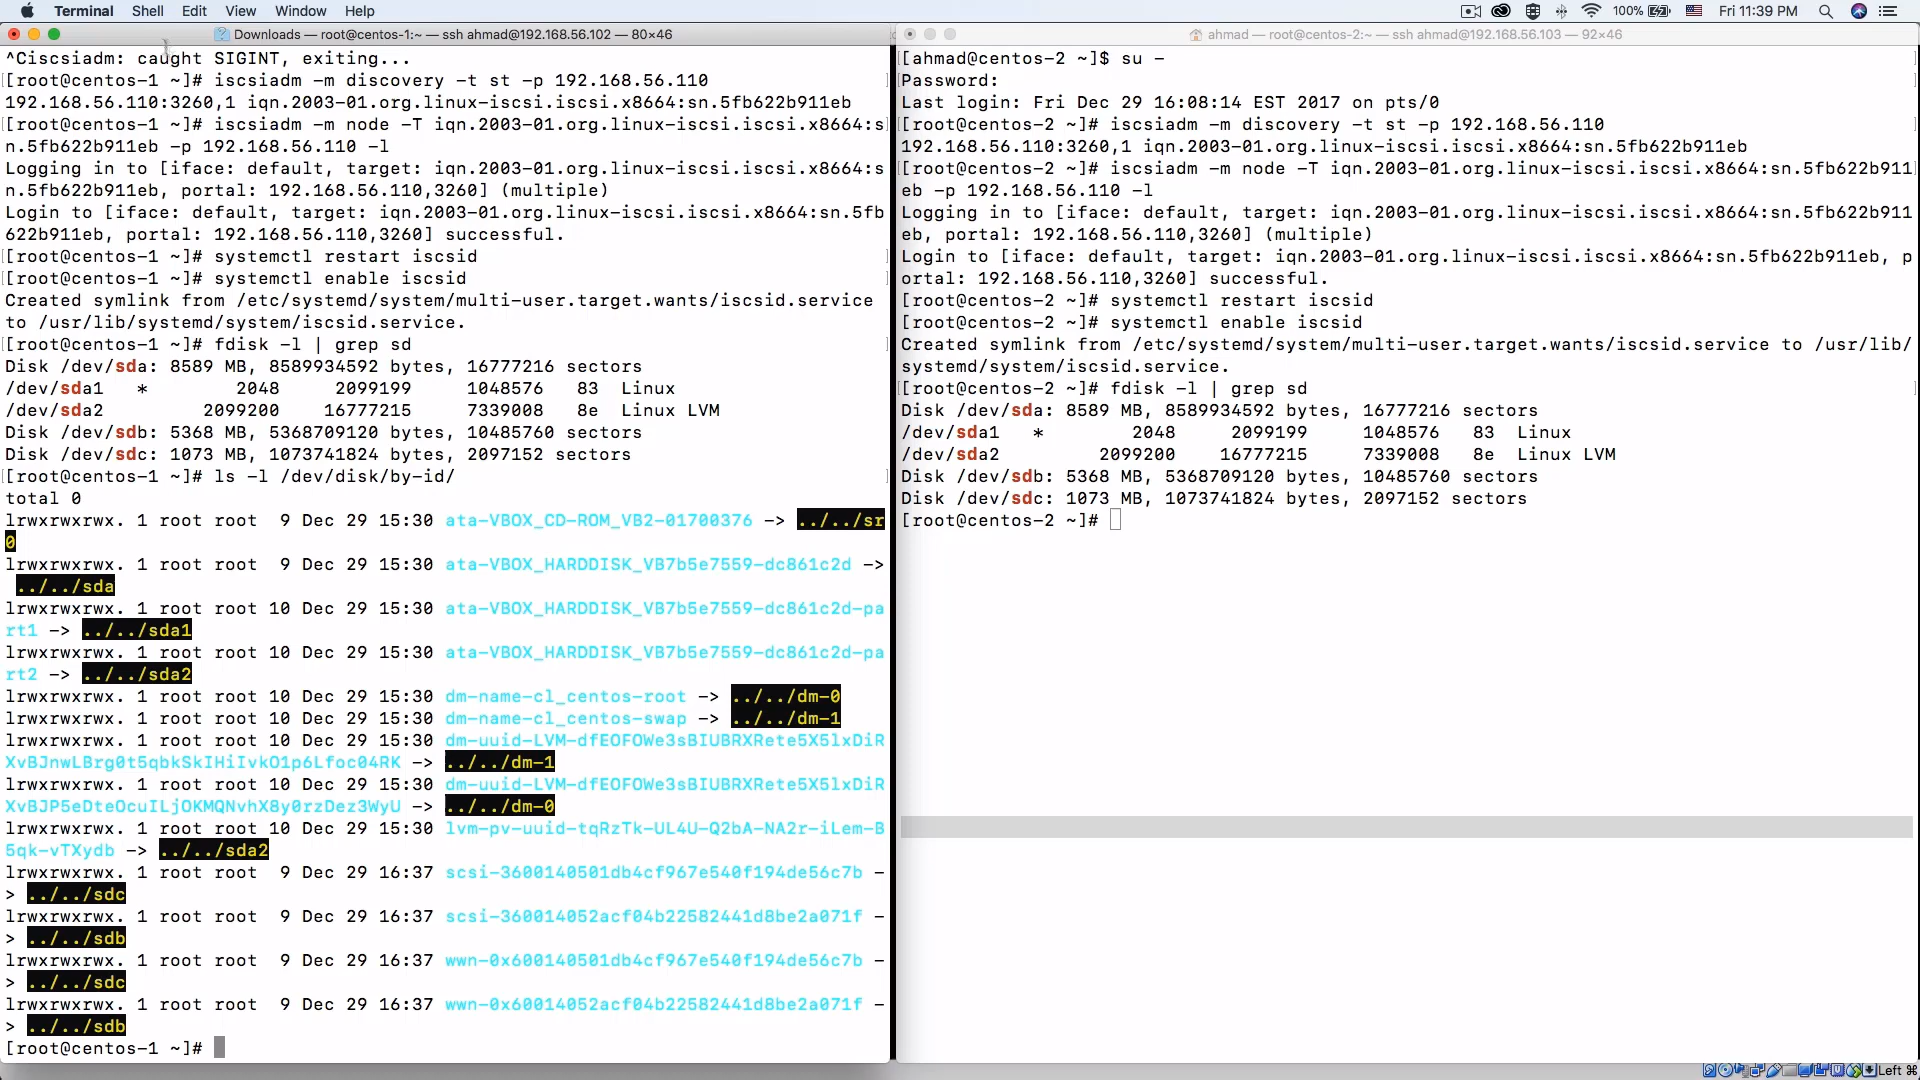 Terminal Shell Edit View Window Help 100% Fri 11:39 PM
Downloads — root@centos-1:~ — ssh ahmad@192.168.56.102 — 80×46
^Ciscsiadm: caught SIGINT, exiting...
[root@centos-1 ~]# iscsiadm -m discovery -t st -p 192.168.56.110
192.168.56.110:3260,1 iqn.2003-01.org.linux-iscsi.iscsi.x8664:sn.5fb622b911eb
[root@centos-1 ~]# iscsiadm -m node -T iqn.2003-01.org.linux-iscsi.iscsi.x8664:s
n.5fb622b911eb -p 192.168.56.110 -l
Logging in to [iface: default, target: iqn.2003-01.org.linux-iscsi.iscsi.x8664:s
n.5fb622b911eb, portal: 192.168.56.110,3260] (multiple)
Login to [iface: default, target: iqn.2003-01.org.linux-iscsi.iscsi.x8664:sn.5fb
622b911eb, portal: 192.168.56.110,3260] successful.
[root@centos-1 ~]# systemctl restart iscsid
[root@centos-1 ~]# systemctl enable iscsid
Created symlink from /etc/systemd/system/multi-user.target.wants/iscsid.service
to /usr/lib/systemd/system/iscsid.service.
[root@centos-1 ~]# fdisk -l | grep sd
Disk /dev/sda: 8589 MB, 8589934592 bytes, 16777216 sectors
/dev/sda1 * 2048 2099199 1048576 83 Linux
/dev/sda2 2099200 16777215 7339008 8e Linux LVM
Disk /dev/sdb: 5368 MB, 5368709120 bytes, 10485760 sectors
Disk /dev/sdc: 1073 MB, 1073741824 bytes, 2097152 sectors
[root@centos-1 ~]# ls -l /dev/disk/by-id/
total 0
lrwxrwxrwx. 1 root root 9 Dec 29 15:30 ata-VBOX_CD-ROM_VB2-01700376 -> ../../sr
0
lrwxrwxrwx. 1 root root 9 Dec 29 15:30 ata-VBOX_HARDDISK_VB7b5e7559-dc861c2d ->
../../sda
lrwxrwxrwx. 1 root root 10 Dec 29 15:30 ata-VBOX_HARDDISK_VB7b5e7559-dc861c2d-pa
rt1 -> ../../sda1
lrwxrwxrwx. 1 root root 10 Dec 29 15:30 ata-VBOX_HARDDISK_VB7b5e7559-dc861c2d-pa
rt2 -> ../../sda2
lrwxrwxrwx. 1 root root 10 Dec 29 15:30 dm-name-cl_centos-root -> ../../dm-0
lrwxrwxrwx. 1 root root 10 Dec 29 15:30 dm-name-cl_centos-swap -> ../../dm-1
lrwxrwxrwx. 1 root root 10 Dec 29 15:30 dm-uuid-LVM-dfEOFOWe3sBIUBRXRete5X5lxDiR
XvBJnwLBrg0t5qbkSkIHiIvkO1p6Lfoc04RK -> ../../dm-1
lrwxrwxrwx. 1 root root 10 Dec 29 15:30 dm-uuid-LVM-dfEOFOWe3sBIUBRXRete5X5lxDiR
XvBJP5eDteOcuILjOKMQNvhX8y0rzDez3WyU -> ../../dm-0
lrwxrwxrwx. 1 root root 10 Dec 29 15:30 lvm-pv-uuid-tqRzTk-UL4U-Q2bA-NA2r-iLem-B
5qk-vTXydb -> ../../sda2
lrwxrwxrwx. 1 root root 9 Dec 29 16:37 scsi-3600140501db4cf967e540f194de56c7b -
> ../../sdc
lrwxrwxrwx. 1 root root 9 Dec 29 16:37 scsi-360014052acf04b22582441d8be2a071f -
> ../../sdb
lrwxrwxrwx. 1 root root 9 Dec 29 16:37 wwn-0x600140501db4cf967e540f194de56c7b -
> ../../sdc
lrwxrwxrwx. 1 root root 9 Dec 29 16:37 wwn-0x60014052acf04b22582441d8be2a071f -
> ../../sdb
[root@centos-1 ~]#
ahmad — root@centos-2:~ — ssh ahmad@192.168.56.103 — 92×46
[ahmad@centos-2 ~]$ su -
Password:
Last login: Fri Dec 29 16:08:14 EST 2017 on pts/0
[root@centos-2 ~]# iscsiadm -m discovery -t st -p 192.168.56.110
192.168.56.110:3260,1 iqn.2003-01.org.linux-iscsi.iscsi.x8664:sn.5fb622b911eb
[root@centos-2 ~]# iscsiadm -m node -T iqn.2003-01.org.linux-iscsi.iscsi.x8664:sn.5fb622b911
eb -p 192.168.56.110 -l
Logging in to [iface: default, target: iqn.2003-01.org.linux-iscsi.iscsi.x8664:sn.5fb622b911
eb, portal: 192.168.56.110,3260] (multiple)
Login to [iface: default, target: iqn.2003-01.org.linux-iscsi.iscsi.x8664:sn.5fb622b911eb, p
ortal: 192.168.56.110,3260] successful.
[root@centos-2 ~]# systemctl restart iscsid
[root@centos-2 ~]# systemctl enable iscsid
Created symlink from /etc/systemd/system/multi-user.target.wants/iscsid.service to /usr/lib/
systemd/system/iscsid.service.
[root@centos-2 ~]# fdisk -l | grep sd
Disk /dev/sda: 8589 MB, 8589934592 bytes, 16777216 sectors
/dev/sda1 * 2048 2099199 1048576 83 Linux
/dev/sda2 2099200 16777215 7339008 8e Linux LVM
Disk /dev/sdb: 5368 MB, 5368709120 bytes, 10485760 sectors
Disk /dev/sdc: 1073 MB, 1073741824 bytes, 2097152 sectors
[root@centos-2 ~]#
Left ⌘